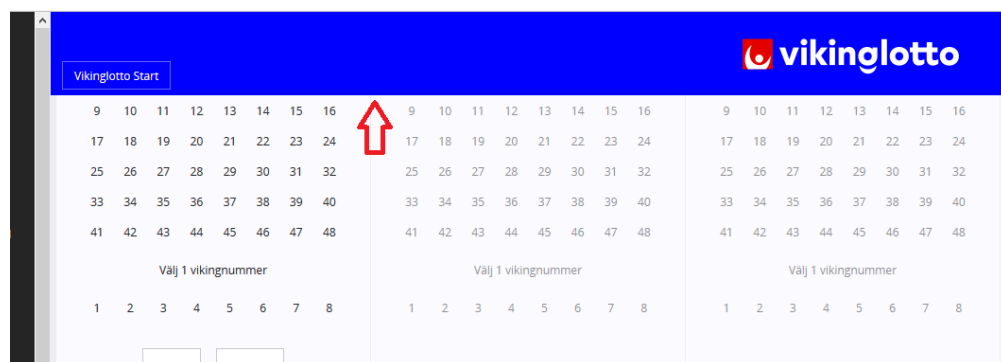 vikinglotto
Vikinglotto Start
9 10 11 12 13 14 15 16 9 10 11 12 13 14 15 16 9 10 11 12 13 14 15 16
17 18 19 20 21 22 23 24 17 18 19 20 21 22 23 24 17 18 19 20 21 22 23 24
25 26 27 28 29 30 31 32 25 26 27 28 29 30 31 32 25 26 27 28 29 30 31 32
33 34 35 36 37 38 39 40 33 34 35 36 37 38 39 40 33 34 35 36 37 38 39 40
41 42 43 44 45 46 47 48 41 42 43 44 45 46 47 48 41 42 43 44 45 46 47 48
Välj 1 vikingnummer Välj 1 vikingnummer Välj 1 vikingnummer
1 2 3 4 5 6 7 8 1 2 3 4 5 6 7 8 1 2 3 4 5 6 7 8